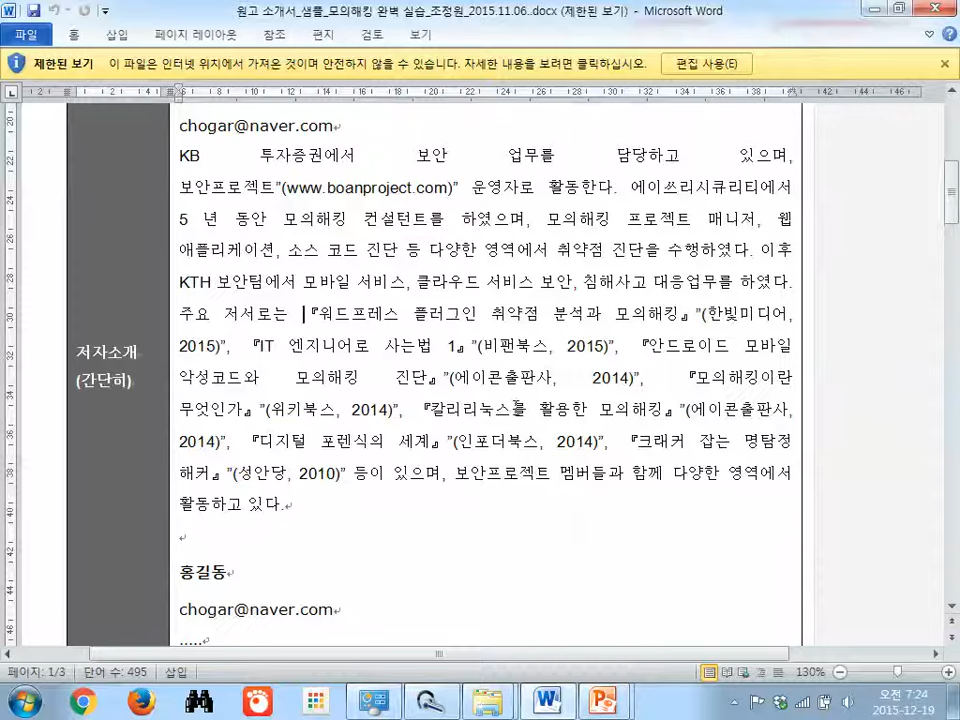 원고 소개서_샘플_모의해킹 완벽 실습_조정원_2015.11.06..docx (제한된 보기) - Microsoft Word
파일 홈 삽입 페이지 레이아웃 참조 편지 검토 보기
제한된 보기 이 파일은 인터넷 위치에서 가져온 것이며 안전하지 않을 수 있습니다. 자세한 내용을 보려면 클릭하십시오. 편집 사용(E)
chogar@naver.com
KB 투자증권에서 보안 업무를 담당하고 있으며,
보안프로젝트”(www.boanproject.com)” 운영자로 활동한다. 에이쓰리시큐리티에서
5 년 동안 모의해킹 컨설턴트를 하였으며, 모의해킹 프로젝트 매니저, 웹
애플리케이션, 소스 코드 진단 등 다양한 영역에서 취약점 진단을 수행하였다. 이후
KTH 보안팀에서 모바일 서비스, 클라우드 서비스 보안, 침해사고 대응업무를 하였다.
주요 저서로는 『워드프레스 플러그인 취약점 분석과 모의해킹』”(한빛미디어,
2015)”, 『IT 엔지니어로 사는법 1』”(비팬북스, 2015)”, 『안드로이드 모바일
악성코드와 모의해킹 진단』”(에이콘출판사, 2014)”, 『모의해킹이란
무엇인가』”(위키북스, 2014)”, 『칼리리눅스를 활용한 모의해킹』”(에이콘출판사,
2014)”, 『디지털 포렌식의 세계』”(인포더북스, 2014)”, 『크래커 잡는 명탐정
해커』”(성안당, 2010)” 등이 있으며, 보안프로젝트 멤버들과 함께 다양한 영역에서
활동하고 있다.
저자소개
(간단히)
홍길동
chogar@naver.com
.....
페이지: 1/3 단어 수: 495 삽입 130%
오전 7:24
2015-12-19